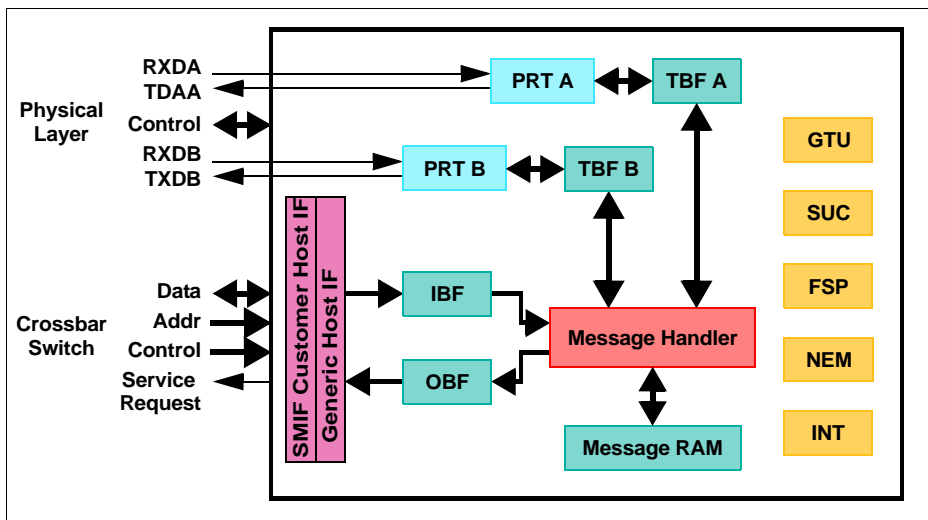 RXDA
TDAA
Physical
Layer
Control
RXDB
TXDB
PRT A
TBF A
PRT B
TBF B
GTU
SUC
FSP
NEM
INT
SMIF Customer Host IF
Generic Host IF
Data
Addr
Crossbar
Switch
Control
Service
Request
IBF
OBF
Message Handler
Message RAM